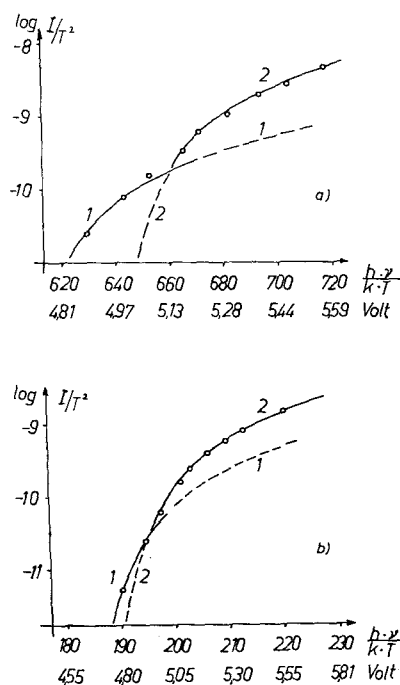 log I/T²
-8
-9
-10
2
1
1
2
a)
620 640 660 680 700 720 h·ν/k·T
4,81 4,97 5,13 5,28 5,44 5,59 Volt
log I/T²
-9
-10
-11
2
1
1
2
b)
180 190 200 210 220 230 h·ν/k·T
4,55 4,80 5,05 5,30 5,55 5,81 Volt